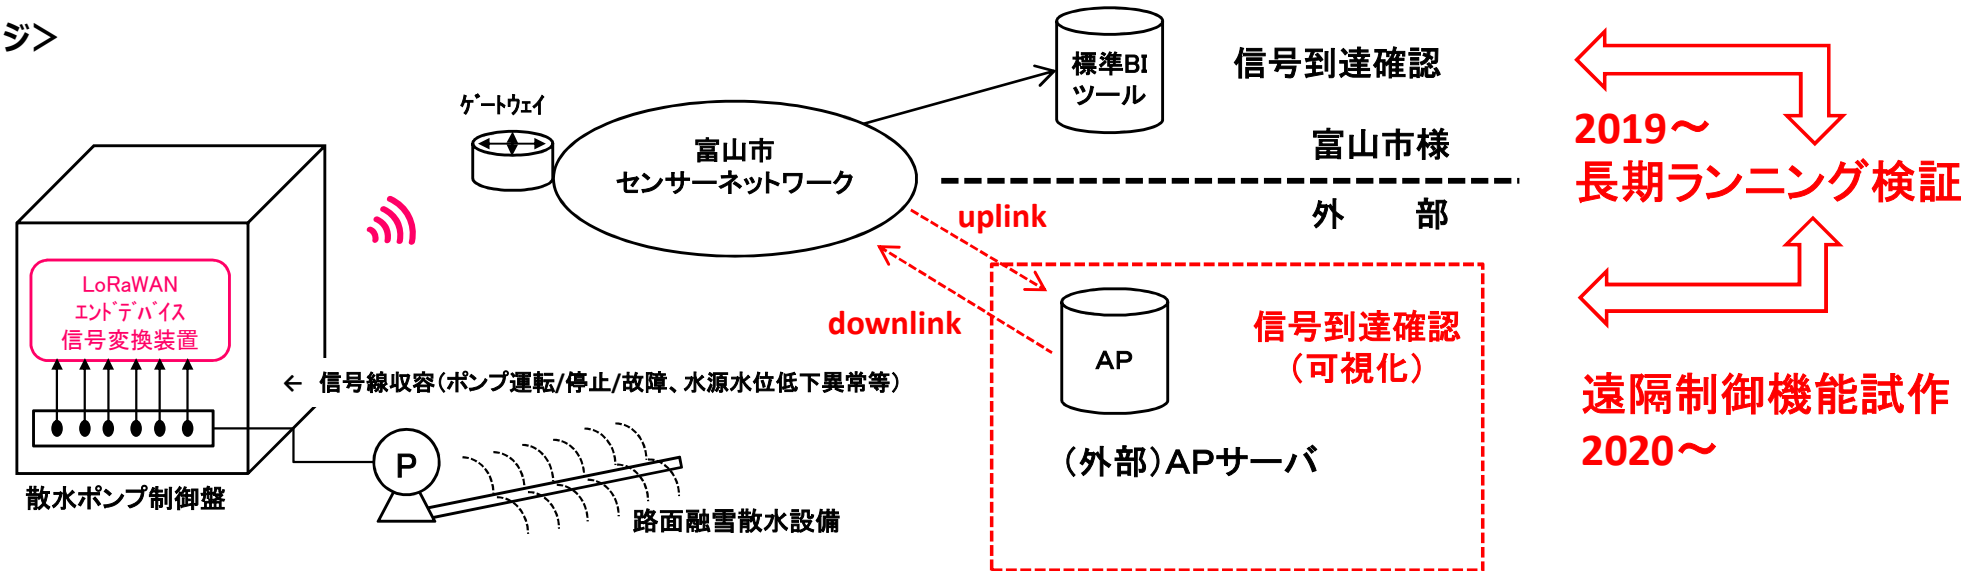 ジ>
ｹﾞｰﾄｳｪｲ
標準BI
ツール
信号到達確認
富山市
センサーネットワーク
富山市様
外　　部
2019～
長期ランニング検証
uplink
downlink
LoRaWAN
ｴﾝﾄﾞﾃﾞﾊﾞｲｽ
信号変換装置
AP
信号到達確認
（可視化）
← 信号線収容（ポンプ運転/停止/故障、水源水位低下異常等）
遠隔制御機能試作
2020～
P
（外部）APサーバ
散水ポンプ制御盤
路面融雪散水設備